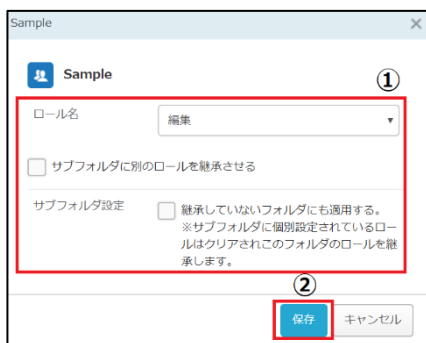 Sample
Sample
①
ロール名
編集
サブフォルダに別のロールを継承させる
サブフォルダ設定
継承していないフォルダにも適用する。
※サブフォルダに個別設定されているロー
ルはクリアされこのフォルダのロールを継
承します。
②
保存
キャンセル